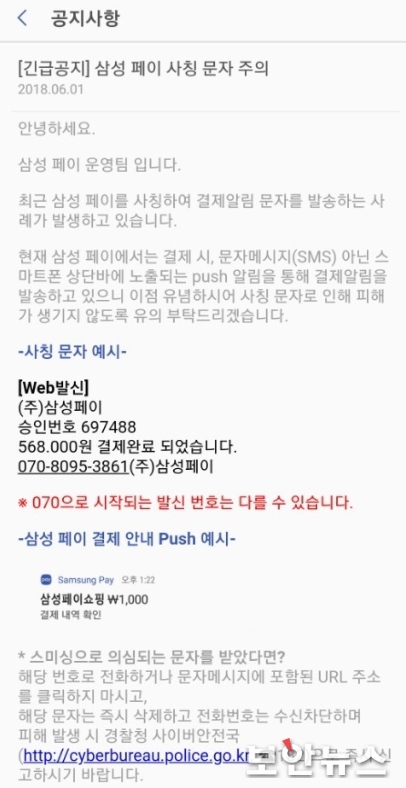 공지사항
[긴급공지] 삼성 페이 사칭 문자 주의
2018.06.01
안녕하세요.
삼성 페이 운영팀 입니다.
최근 삼성 페이를 사칭하여 결제알림 문자를 발송하는 사
례가 발생하고 있습니다.
현재 삼성 페이에서는 결제 시, 문자메시지(SMS) 아닌 스
마트폰 상단바에 노출되는 push 알림을 통해 결제알림을
발송하고 있으니 이점 유념하시어 사칭 문자로 인해 피해
가 생기지 않도록 유의 부탁드리겠습니다.
-사칭 문자 예시-
[Web발신]
(주)삼성페이
승인번호 697488
568.000원 결제완료 되었습니다.
070-8095-3861(주)삼성페이
※ 070으로 시작되는 발신 번호는 다를 수 있습니다.
-삼성 페이 결제 안내 Push 예시-
pay Samsung Pay 오후 1:22
삼성페이쇼핑 ₩1,000
결제 내역 확인
* 스미싱으로 의심되는 문자를 받았다면?
해당 번호로 전화하거나 문자메시지에 포함된 URL 주소
를 클릭하지 마시고,
해당 문자는 즉시 삭제하고 전화번호는 수신차단하며
피해 발생 시 경찰청 사이버안전국
(http://cyberbureau.police.go.kr
고하시기 바랍니다.
보안뉴스